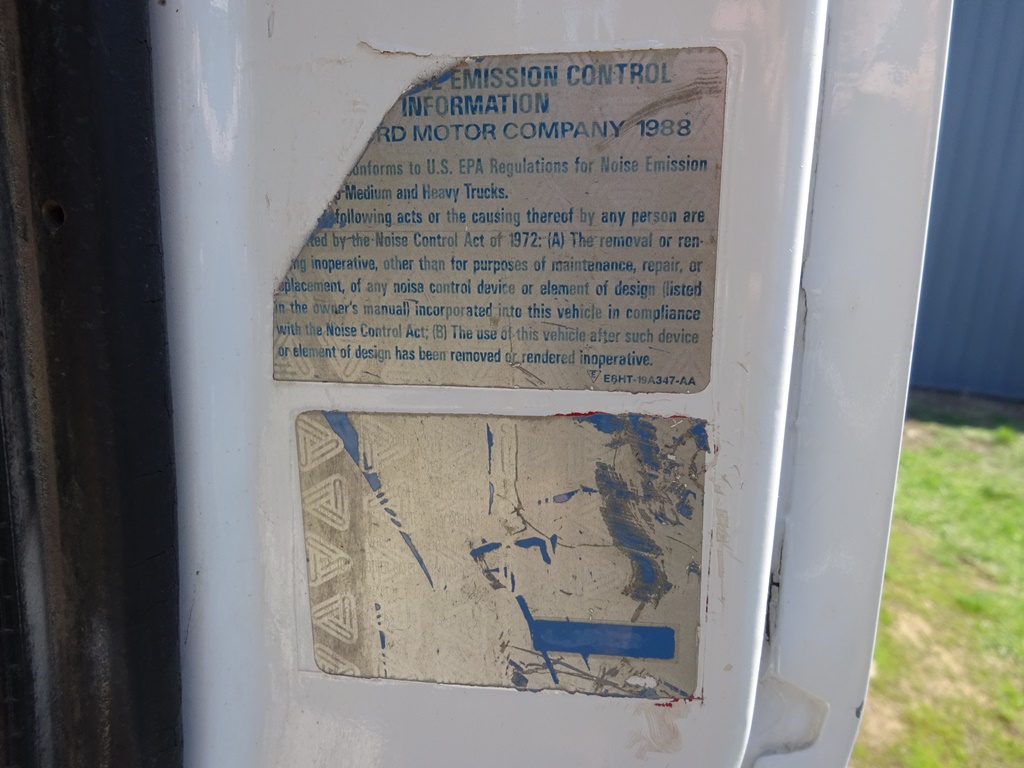 EMISSION CONTROL
INFORMATION
RD MOTOR COMPANY 1988
onforms to U.S. EPA Regulations for Noise Emission
Medium and Heavy Trucks.
following acts or the causing thereof by any person are
ted by the Noise Control Act of 1972: (A) The removal or ren-
ng inoperative, other than for purposes of maintenance, repair, or
eplacement, of any noise control device or element of design (listed
in the owner's manual) incorporated into this vehicle in compliance
with the Noise Control Act; (B) The use of this vehicle after such device
or element of design has been removed or rendered inoperative.
E6HT-19A347-AA